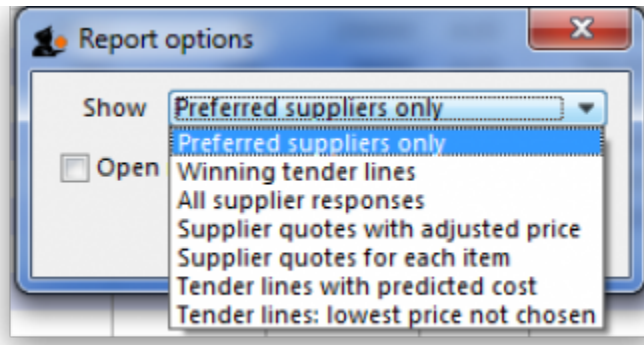 Report options
Show Preferred suppliers only
Preferred suppliers only
Open
Winning tender lines
All supplier responses
Supplier quotes with adjusted price
Supplier quotes for each item
Tender lines with predicted cost
Tender lines: lowest price not chosen